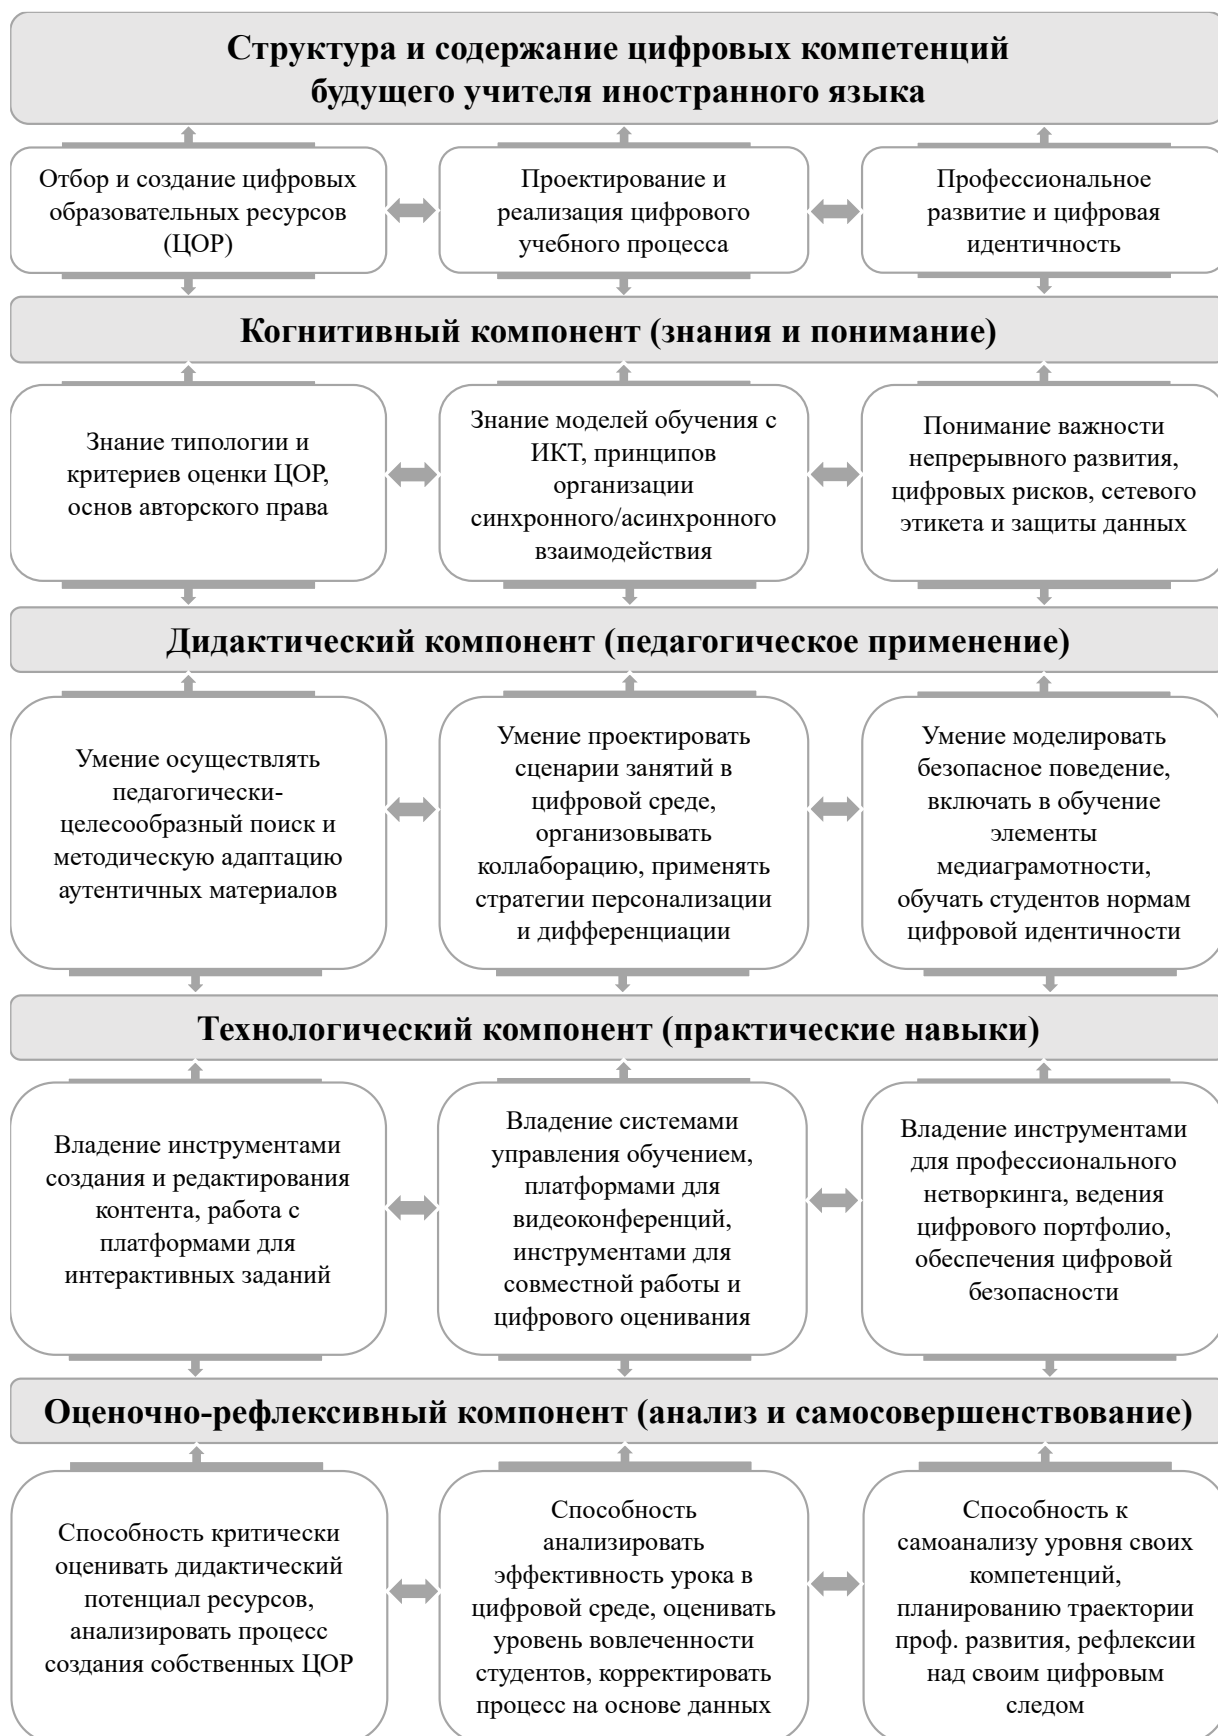 Структура и содержание цифровых компетенций
будущего учителя иностранного языка
Отбор и создание цифровых
образовательных ресурсов
(ЦОР)
Проектирование и
реализация цифрового
учебного процесса
Профессиональное
развитие и цифровая
идентичность
Когнитивный компонент (знания и понимание)
Знание типологии и
критериев оценки ЦОР,
основ авторского права
Знание моделей обучения с
ИКТ, принципов
организации
синхронного/асинхронного
взаимодействия
Понимание важности
непрерывного развития,
цифровых рисков, сетевого
этикета и защиты данных
Дидактический компонент (педагогическое применение)
Умение осуществлять
педагогически-
целесообразный поиск и
методическую адаптацию
аутентичных материалов
Умение проектировать
сценарии занятий в
цифровой среде,
организовывать
коллаборацию, применять
стратегии персонализации
и дифференциации
Умение моделировать
безопасное поведение,
включать в обучение
элементы
медиаграмотности,
обучать студентов нормам
цифровой идентичности
Технологический компонент (практические навыки)
Владение инструментами
создания и редактирования
контента, работа с
платформами для
интерактивных заданий
Владение системами
управления обучением,
платформами для
видеоконференций,
инструментами для
совместной работы и
цифрового оценивания
Владение инструментами
для профессионального
нетворкинга, ведения
цифрового портфолио,
обеспечения цифровой
безопасности
Оценочно-рефлексивный компонент (анализ и самосовершенствование)
Способность критически
оценивать дидактический
потенциал ресурсов,
анализировать процесс
создания собственных ЦОР
Способность
анализировать
эффективность урока в
цифровой среде, оценивать
уровень вовлеченности
студентов, корректировать
процесс на основе данных
Способность к
самоанализу уровня своих
компетенций,
планированию траектории
проф. развития, рефлексии
над своим цифровым
следом